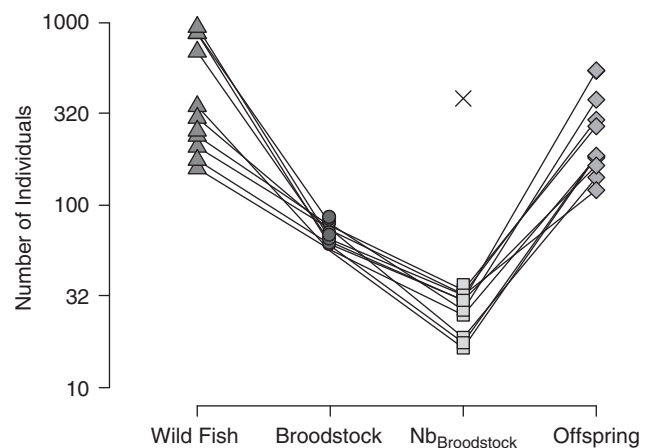 Number of Individuals
1000
320
100
32
10
Wild Fish
Broodstock
NbBroodstock
Offspring